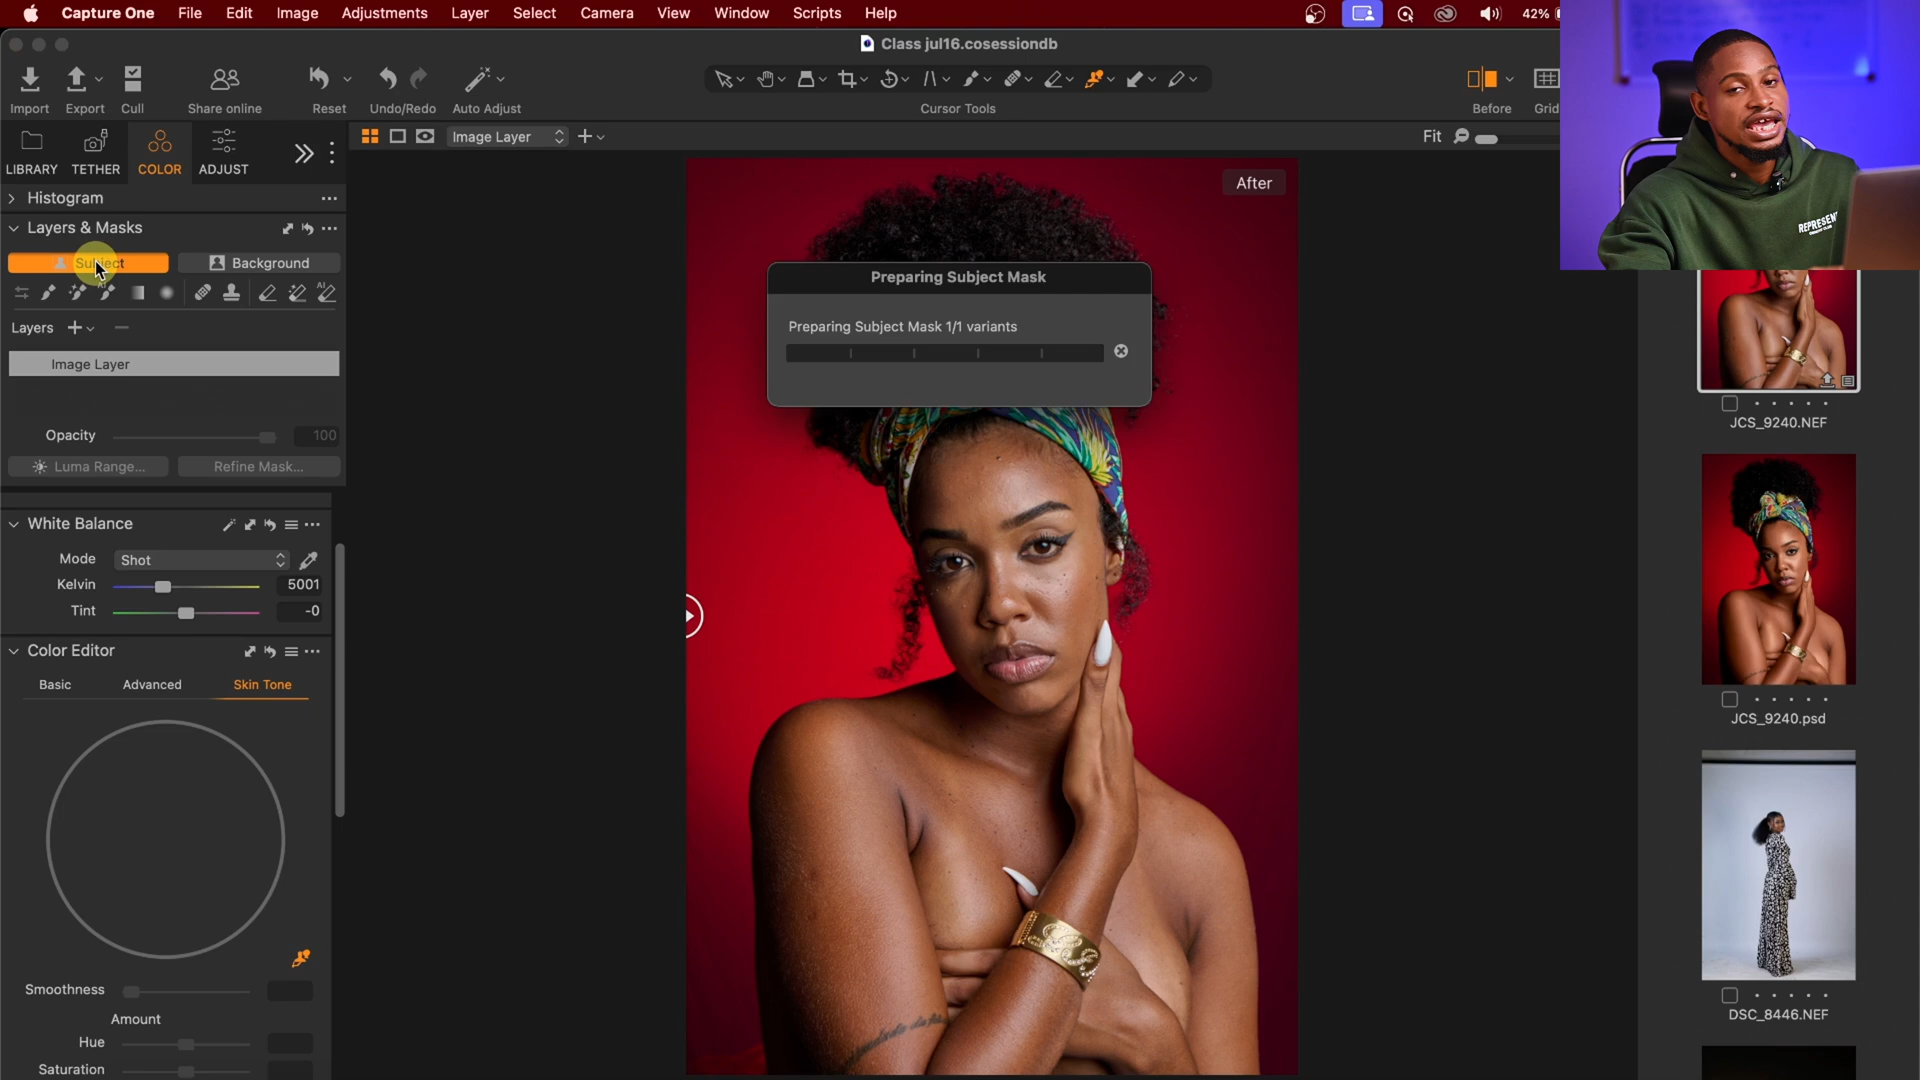 Capture One File Edit Image Adjustments Layer Select Camera View Window Scripts Help 42%
Class jul16.cosessiondb
Import Export Cull Share online Reset Undo/Redo Auto Adjust Cursor Tools Before Grid
LIBRARY TETHER COLOR ADJUST
Image Layer
Fit
Histogram
After
Layers & Masks
Subject Background
AI AI
Layers
Image Layer
Opacity 100
Luma Range... Refine Mask...
Preparing Subject Mask
Preparing Subject Mask 1/1 variants
White Balance
Mode Shot
Kelvin 5001
Tint -0
Color Editor
Basic Advanced Skin Tone
Smoothness
Amount
Hue
Saturation
REPRESENT
JCS_9240.NEF
JCS_9240.psd
DSC_8446.NEF